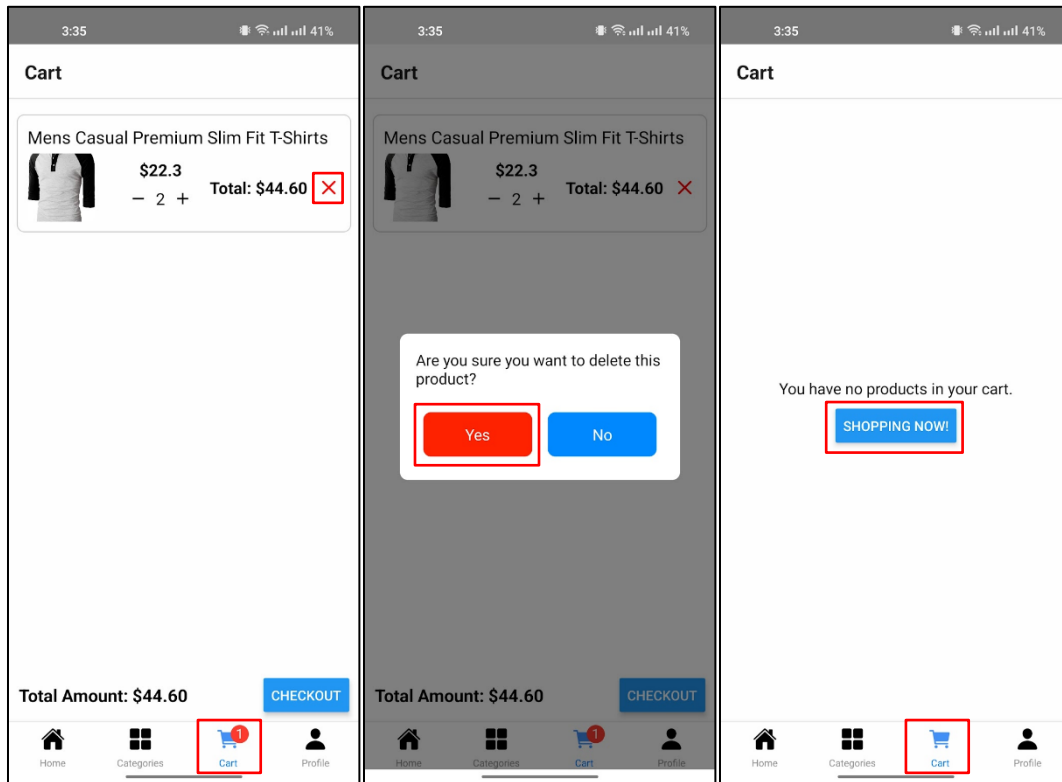 3:35 41%
Cart
Mens Casual Premium Slim Fit T-Shirts
$22.3
2
Total: $44.60
Total Amount: $44.60
CHECKOUT
1
Home Categories Cart Profile
3:35 41%
Cart
Mens Casual Premium Slim Fit T-Shirts
$22.3
2
Total: $44.60
Are you sure you want to delete this
product?
Yes No
Total Amount: $44.60
CHECKOUT
1
Home Categories Cart Profile
3:35 41%
Cart
You have no products in your cart.
SHOPPING NOW!
Home Categories Cart Profile